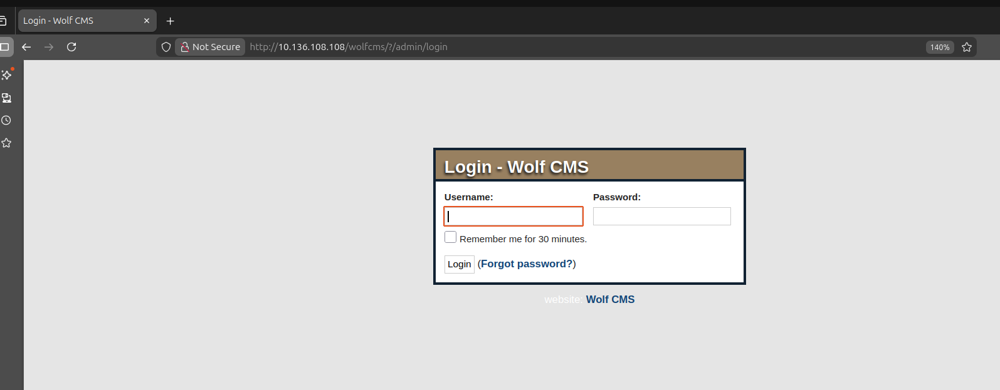 Login - Wolf CMS
Not Secure http://10.136.108.108/wolfcms/?/admin/login 140%
Login - Wolf CMS
Username: Password:
Remember me for 30 minutes.
Login (Forgot password?)
website: Wolf CMS